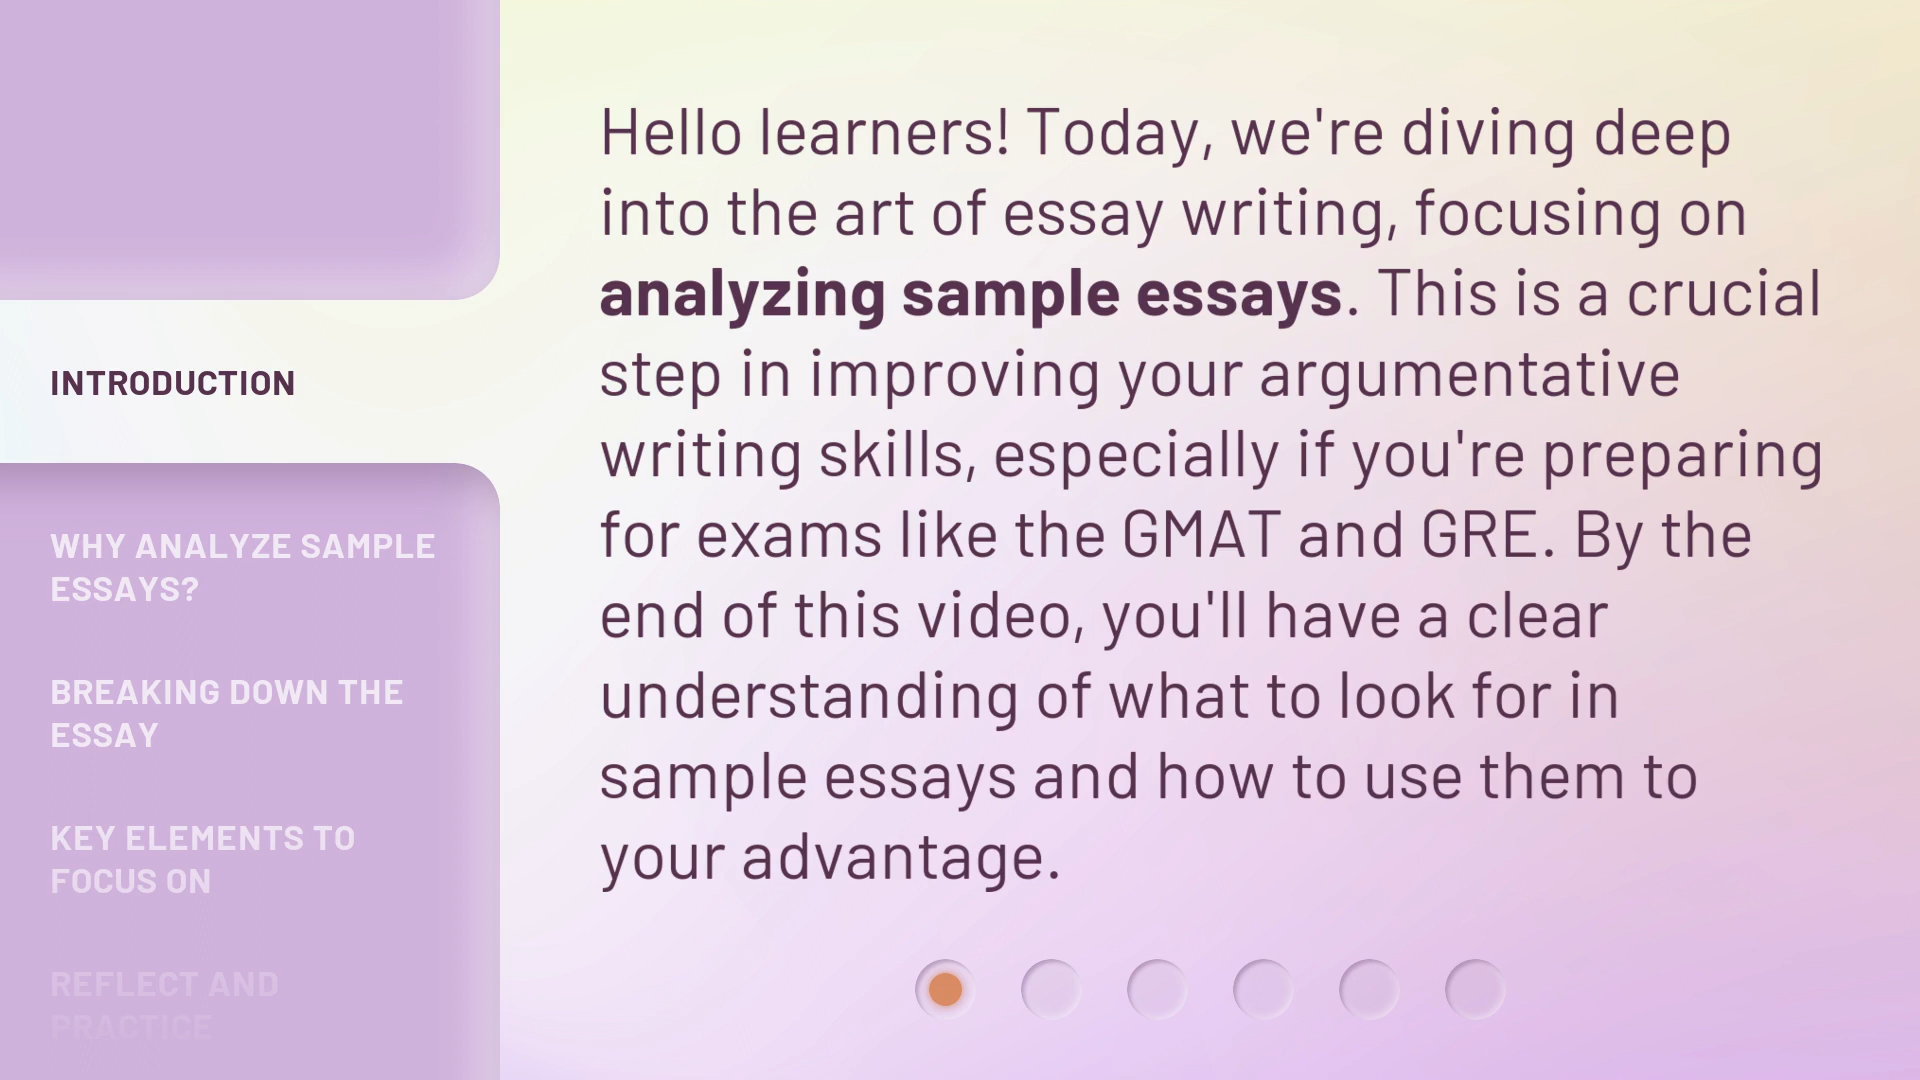 INTRODUCTION
WHY ANALYZE SAMPLE
ESSAYS?
BREAKING DOWN THE
ESSAY
KEY ELEMENTS TO
FOCUS ON
REFLECT AND
PRACTICE
Hello learners! Today, we're diving deep
into the art of essay writing, focusing on
analyzing sample essays. This is a crucial
step in improving your argumentative
writing skills, especially if you're preparing
for exams like the GMAT and GRE. By the
end of this video, you'll have a clear
understanding of what to look for in
sample essays and how to use them to
your advantage.